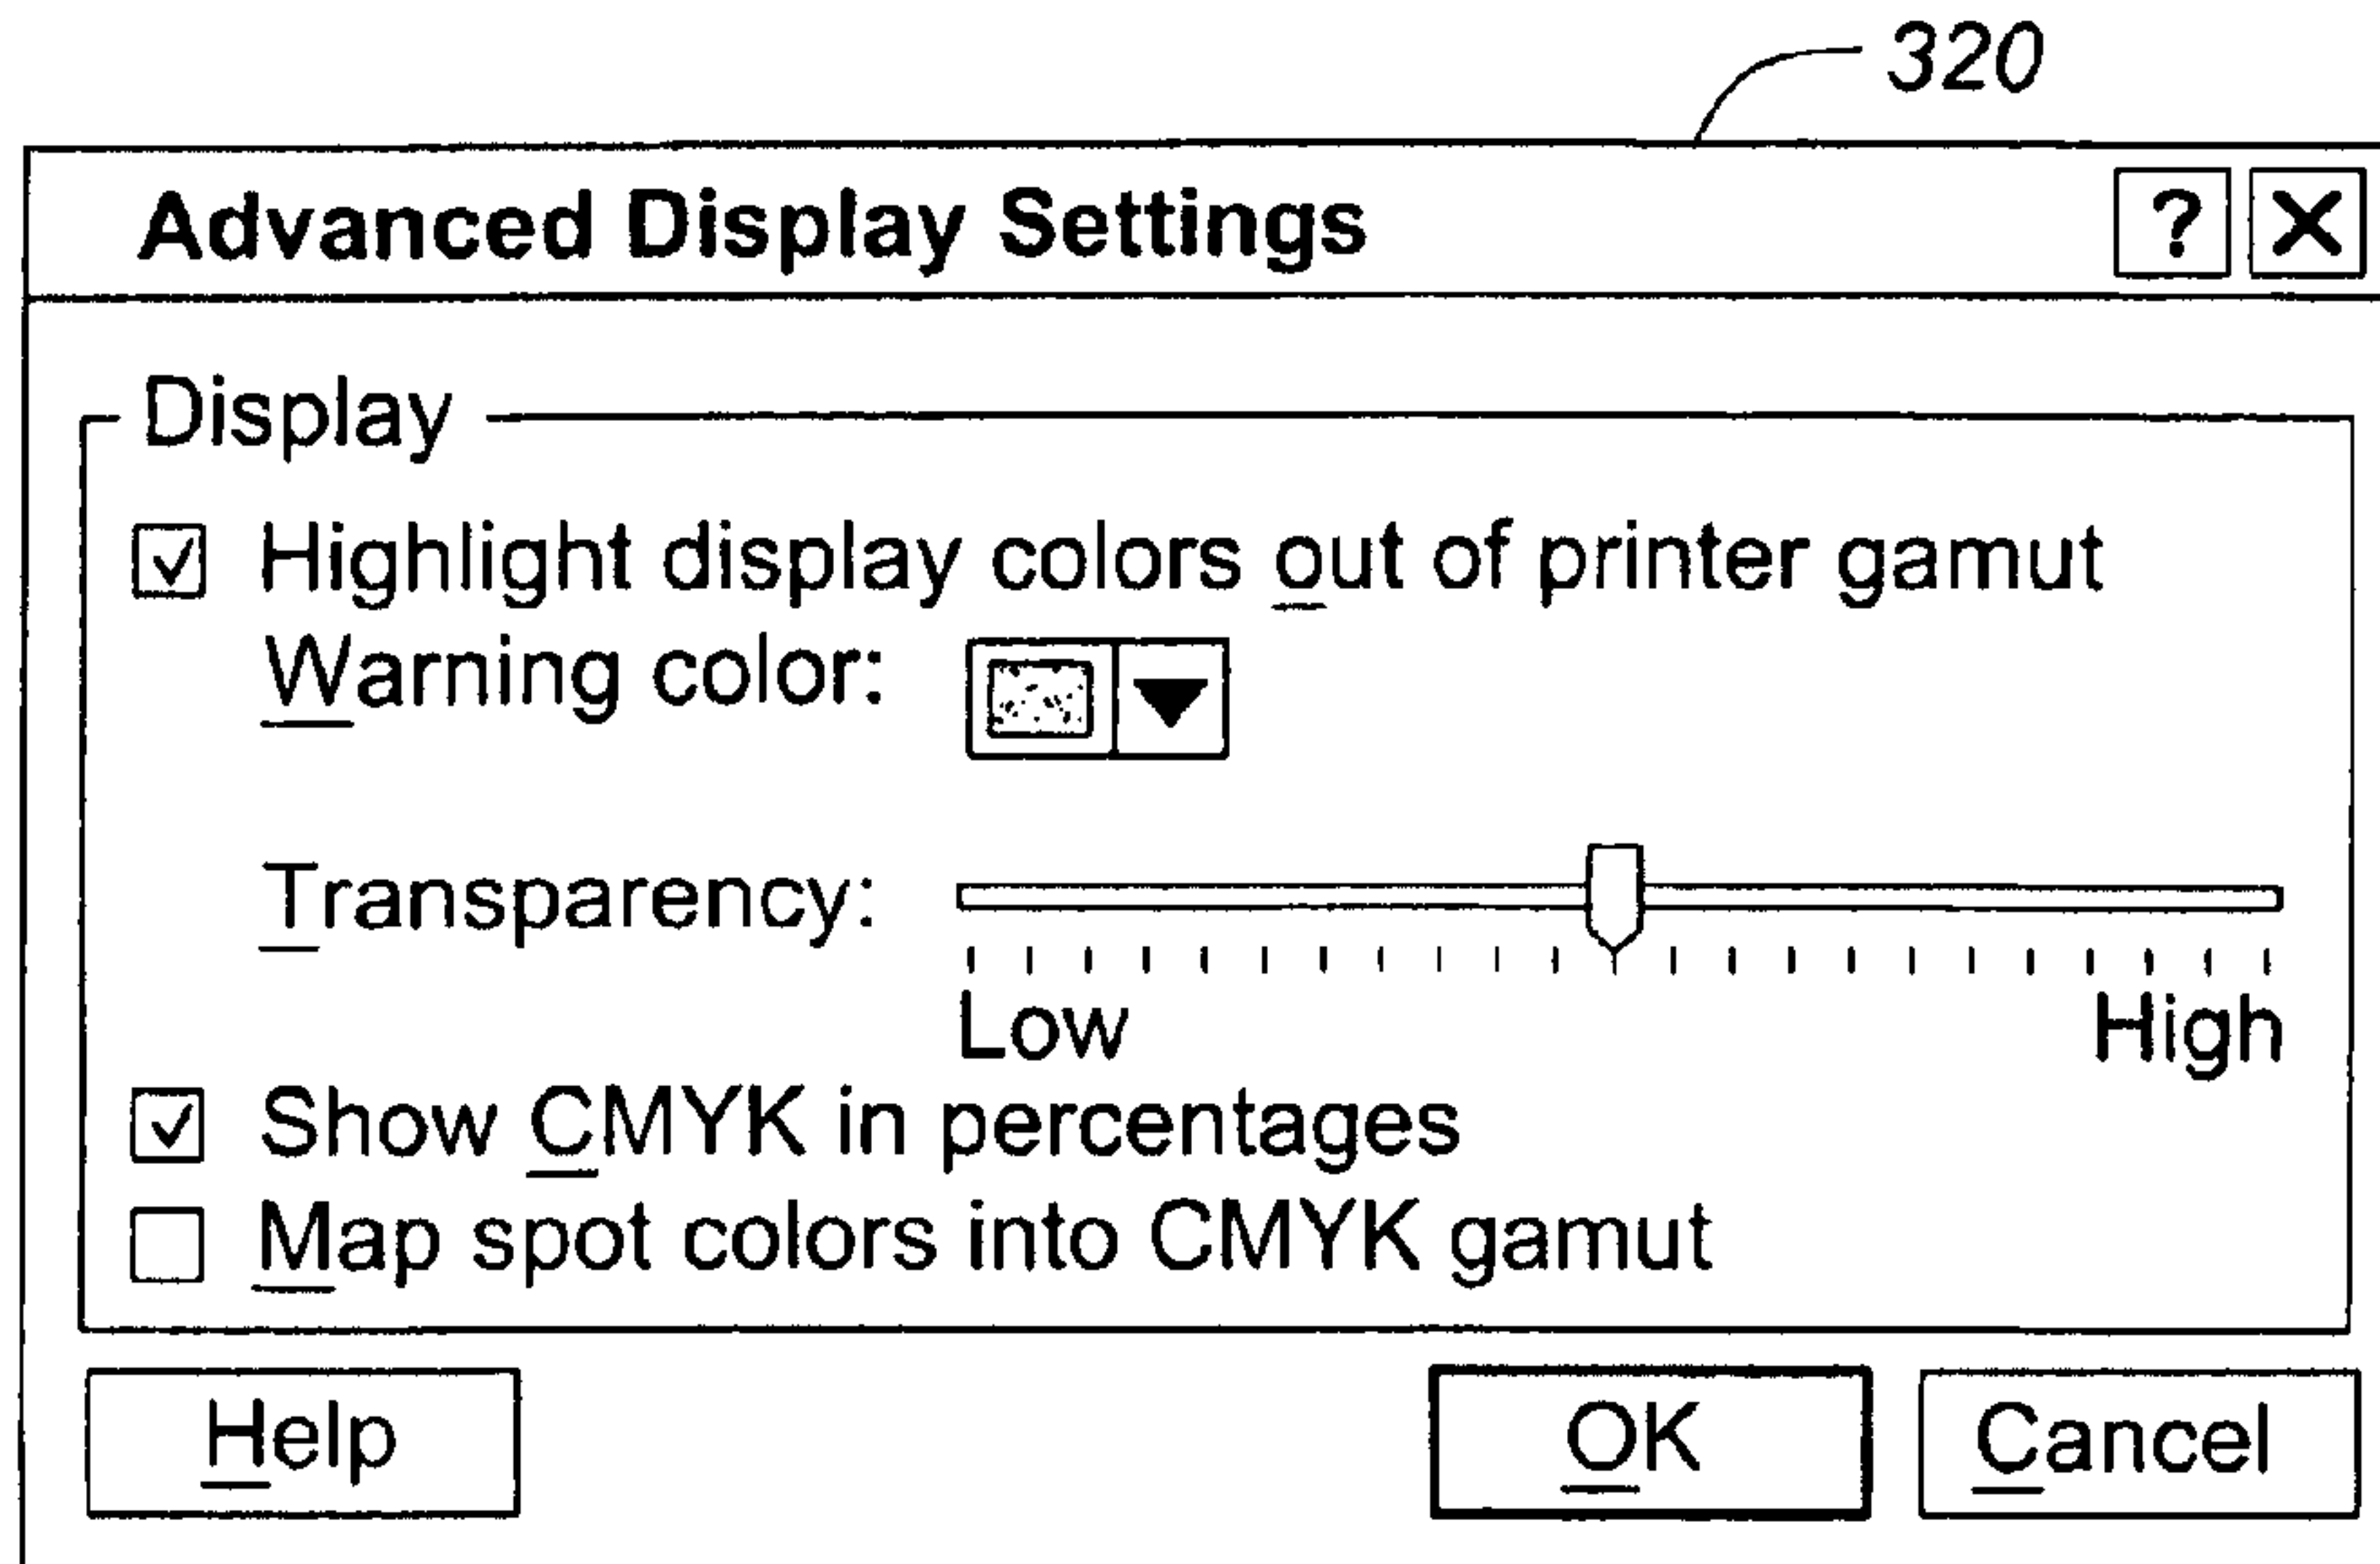 320
Advanced Display Settings ? X
Display
Highlight display colors out of printer gamut
Warning color:
Transparency:
Low High
Show CMYK in percentages
Map spot colors into CMYK gamut
Help OK Cancel